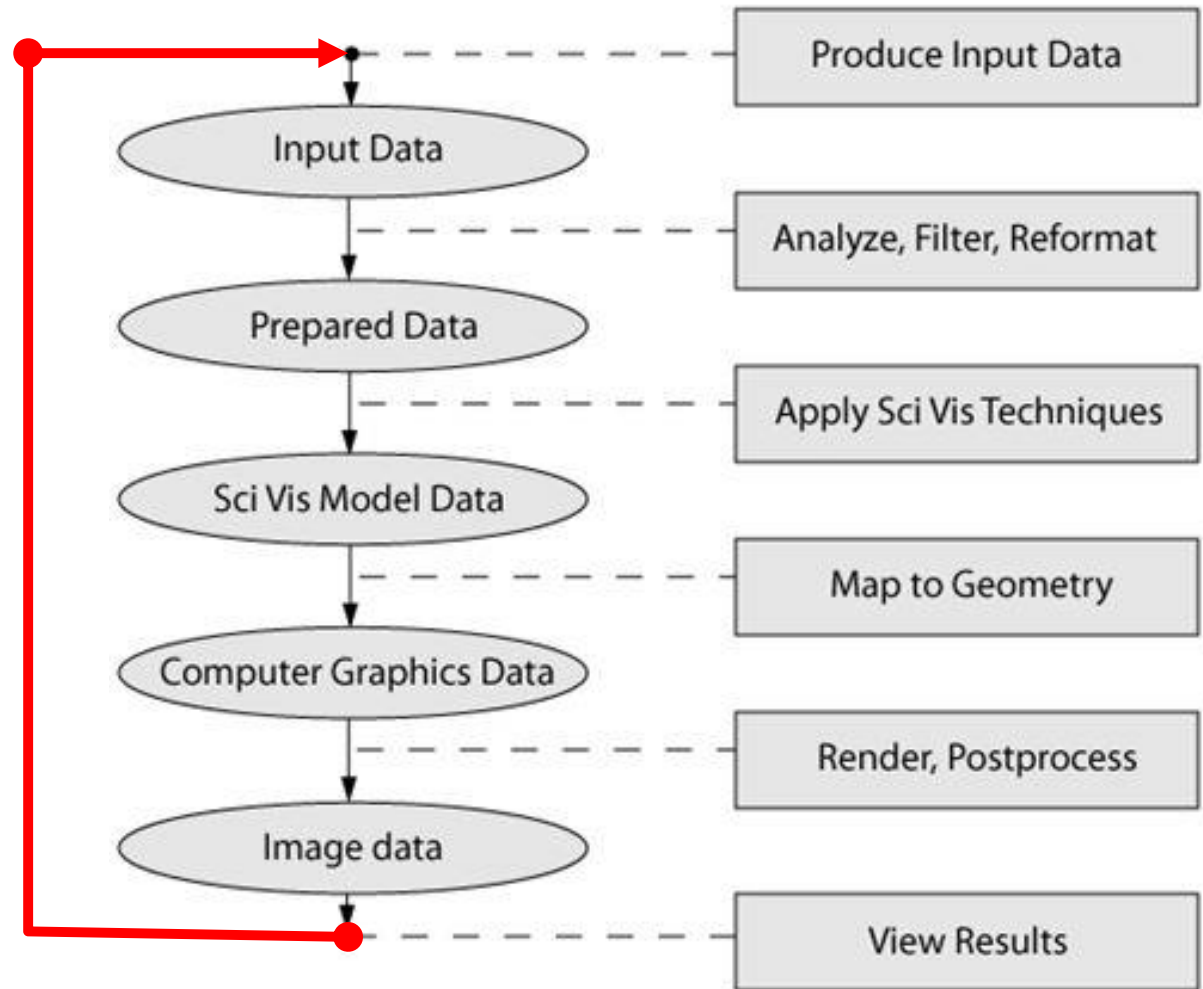 Produce Input Data
Input Data
Analyze, Filter, Reformat
Prepared Data
Apply Sci Vis Techniques
Sci Vis Model Data
Map to Geometry
Computer Graphics Data
Render, Postprocess
Image data
View Results